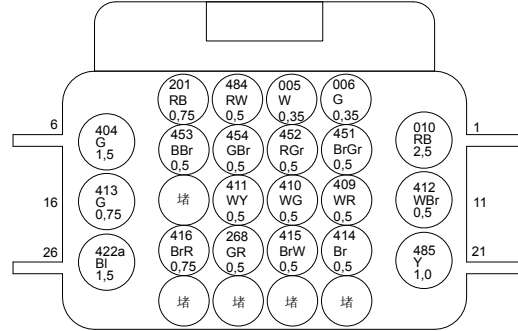 201
RB
0,75
484
RW
0,5
005
W
0,35
006
G
0,35
6
404
G
1,5
453
BBr
0,5
454
GBr
0,5
452
RGr
0,5
451
BrGr
0,5
010
RB
2,5
1
16
413
G
0,75
堵
411
WY
0,5
410
WG
0,5
409
WR
0,5
412
WBr
0,5
11
26
422a
Bl
1,5
416
BrR
0,75
268
GR
0,5
415
BrW
0,5
414
Br
0,5
485
Y
1,0
21
堵
堵
堵
堵